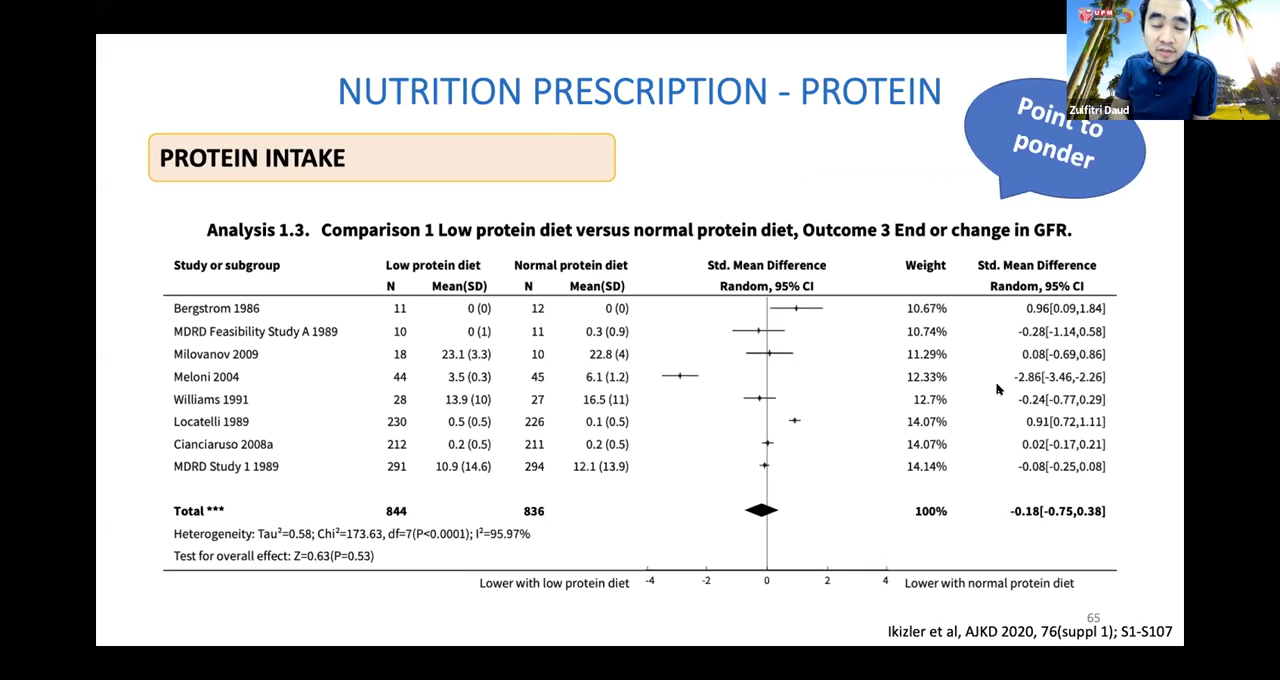 UPM
Zulfitri Daud
NUTRITION PRESCRIPTION - PROTEIN
Point to
ponder
PROTEIN INTAKE
Analysis 1.3. Comparison 1 Low protein diet versus normal protein diet, Outcome 3 End or change in GFR.
Study or subgroup Low protein diet Normal protein diet Std. Mean Difference Weight Std. Mean Difference
N Mean(SD) N Mean(SD) Random, 95% CI Random, 95% CI
Bergstrom 1986 11 0 (0) 12 0 (0) 10.67% 0.96[0.09,1.84]
MDRD Feasibility Study A 1989 10 0 (1) 11 0.3 (0.9) 10.74% -0.28[-1.14,0.58]
Milovanov 2009 18 23.1 (3.3) 10 22.8 (4) 11.29% 0.08[-0.69,0.86]
Meloni 2004 44 3.5 (0.3) 45 6.1 (1.2) 12.33% -2.86[-3.46,-2.26]
Williams 1991 28 13.9 (10) 27 16.5 (11) 12.7% -0.24[-0.77,0.29]
Locatelli 1989 230 0.5 (0.5) 226 0.1 (0.5) 14.07% 0.91[0.72,1.11]
Cianciaruso 2008a 212 0.2 (0.5) 211 0.2 (0.5) 14.07% 0.02[-0.17,0.21]
MDRD Study 1 1989 291 10.9 (14.6) 294 12.1 (13.9) 14.14% -0.08[-0.25,0.08]
Total *** 844 836 100% -0.18[-0.75,0.38]
Heterogeneity: Tau²=0.58; Chi²=173.63, df=7(P<0.0001); I²=95.97%
Test for overall effect: Z=0.63(P=0.53)
Lower with low protein diet -4 -2 0 2 4 Lower with normal protein diet
65
Ikizler et al, AJKD 2020, 76(suppl 1); S1-S107